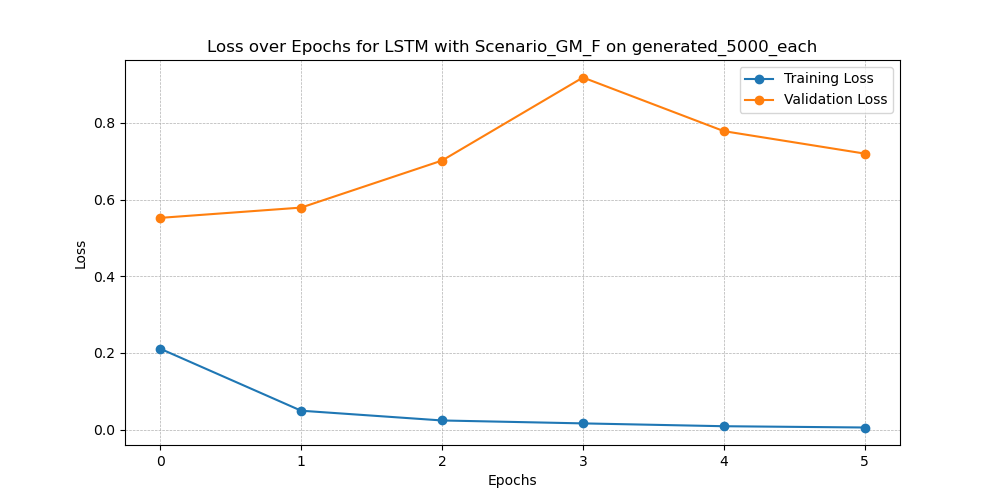 Loss over Epochs for LSTM with Scenario_GM_F on generated_5000_each
Training Loss
Validation Loss
0.8
0.6
0.4
0.2
0.0
Loss
0 1 2 3 4 5
Epochs